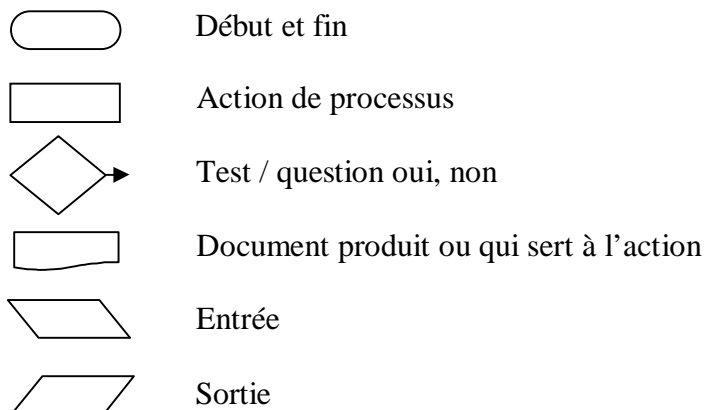 Début et fin
Action de processus
Test / question oui, non
Document produit ou qui sert à l’action
Entrée
Sortie